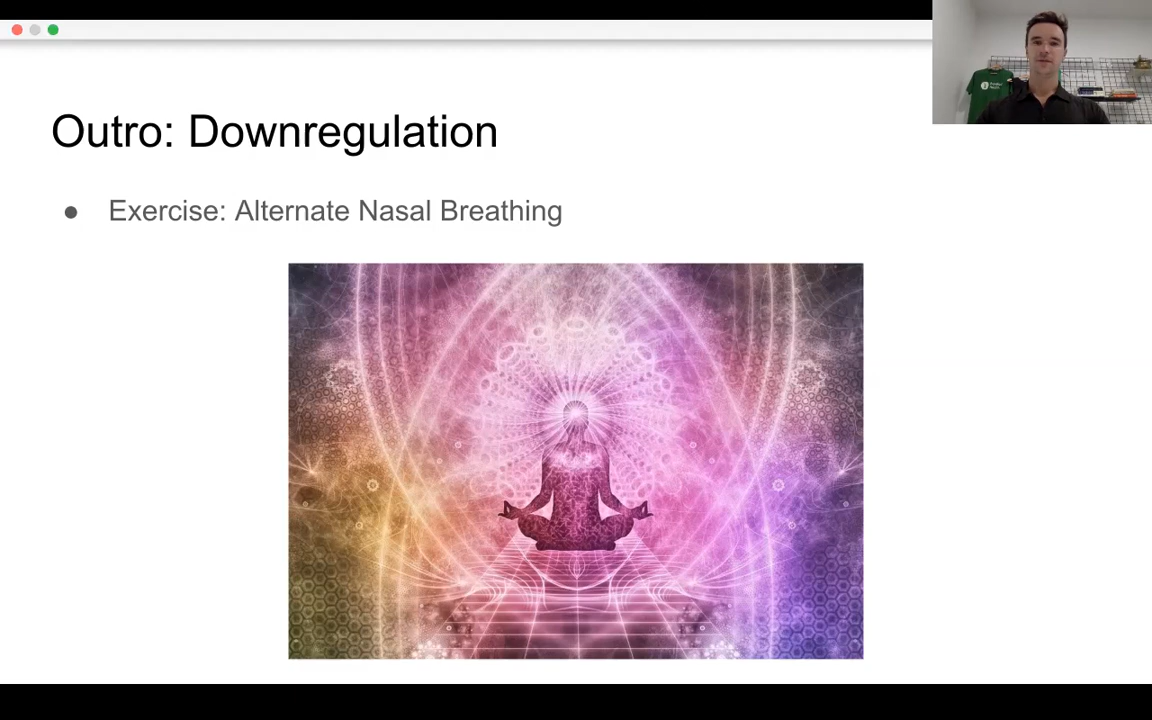 Outro: Downregulation
● Exercise: Alternate Nasal Breathing